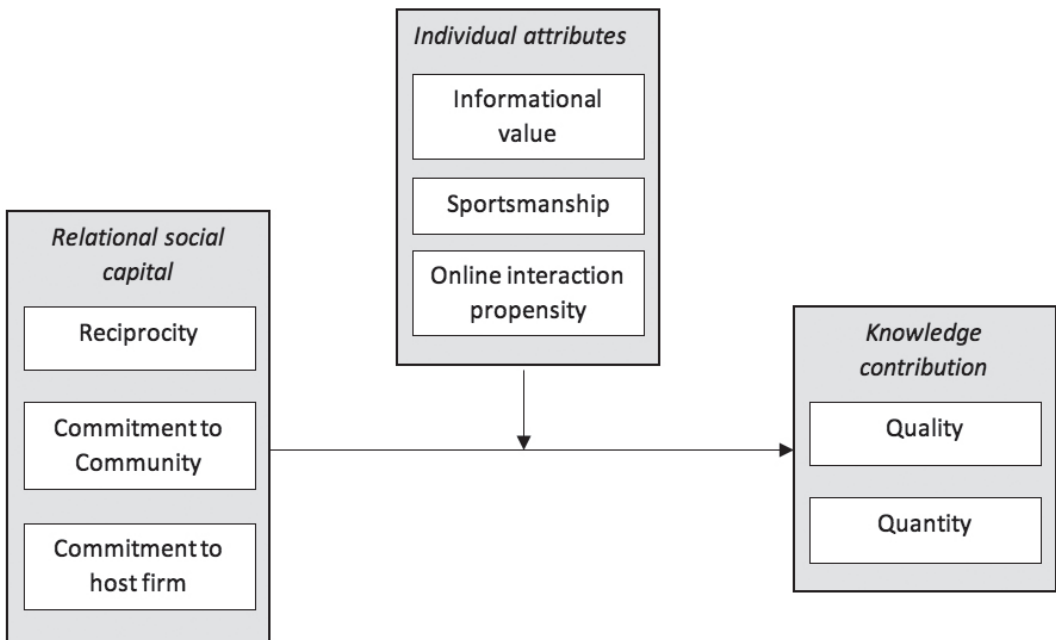 Individual attributes
Informational
value
Sportsmanship
Online interaction
propensity
Relational social
capital
Reciprocity
Commitment to
Community
Commitment to
host firm
Knowledge
contribution
Quality
Quantity